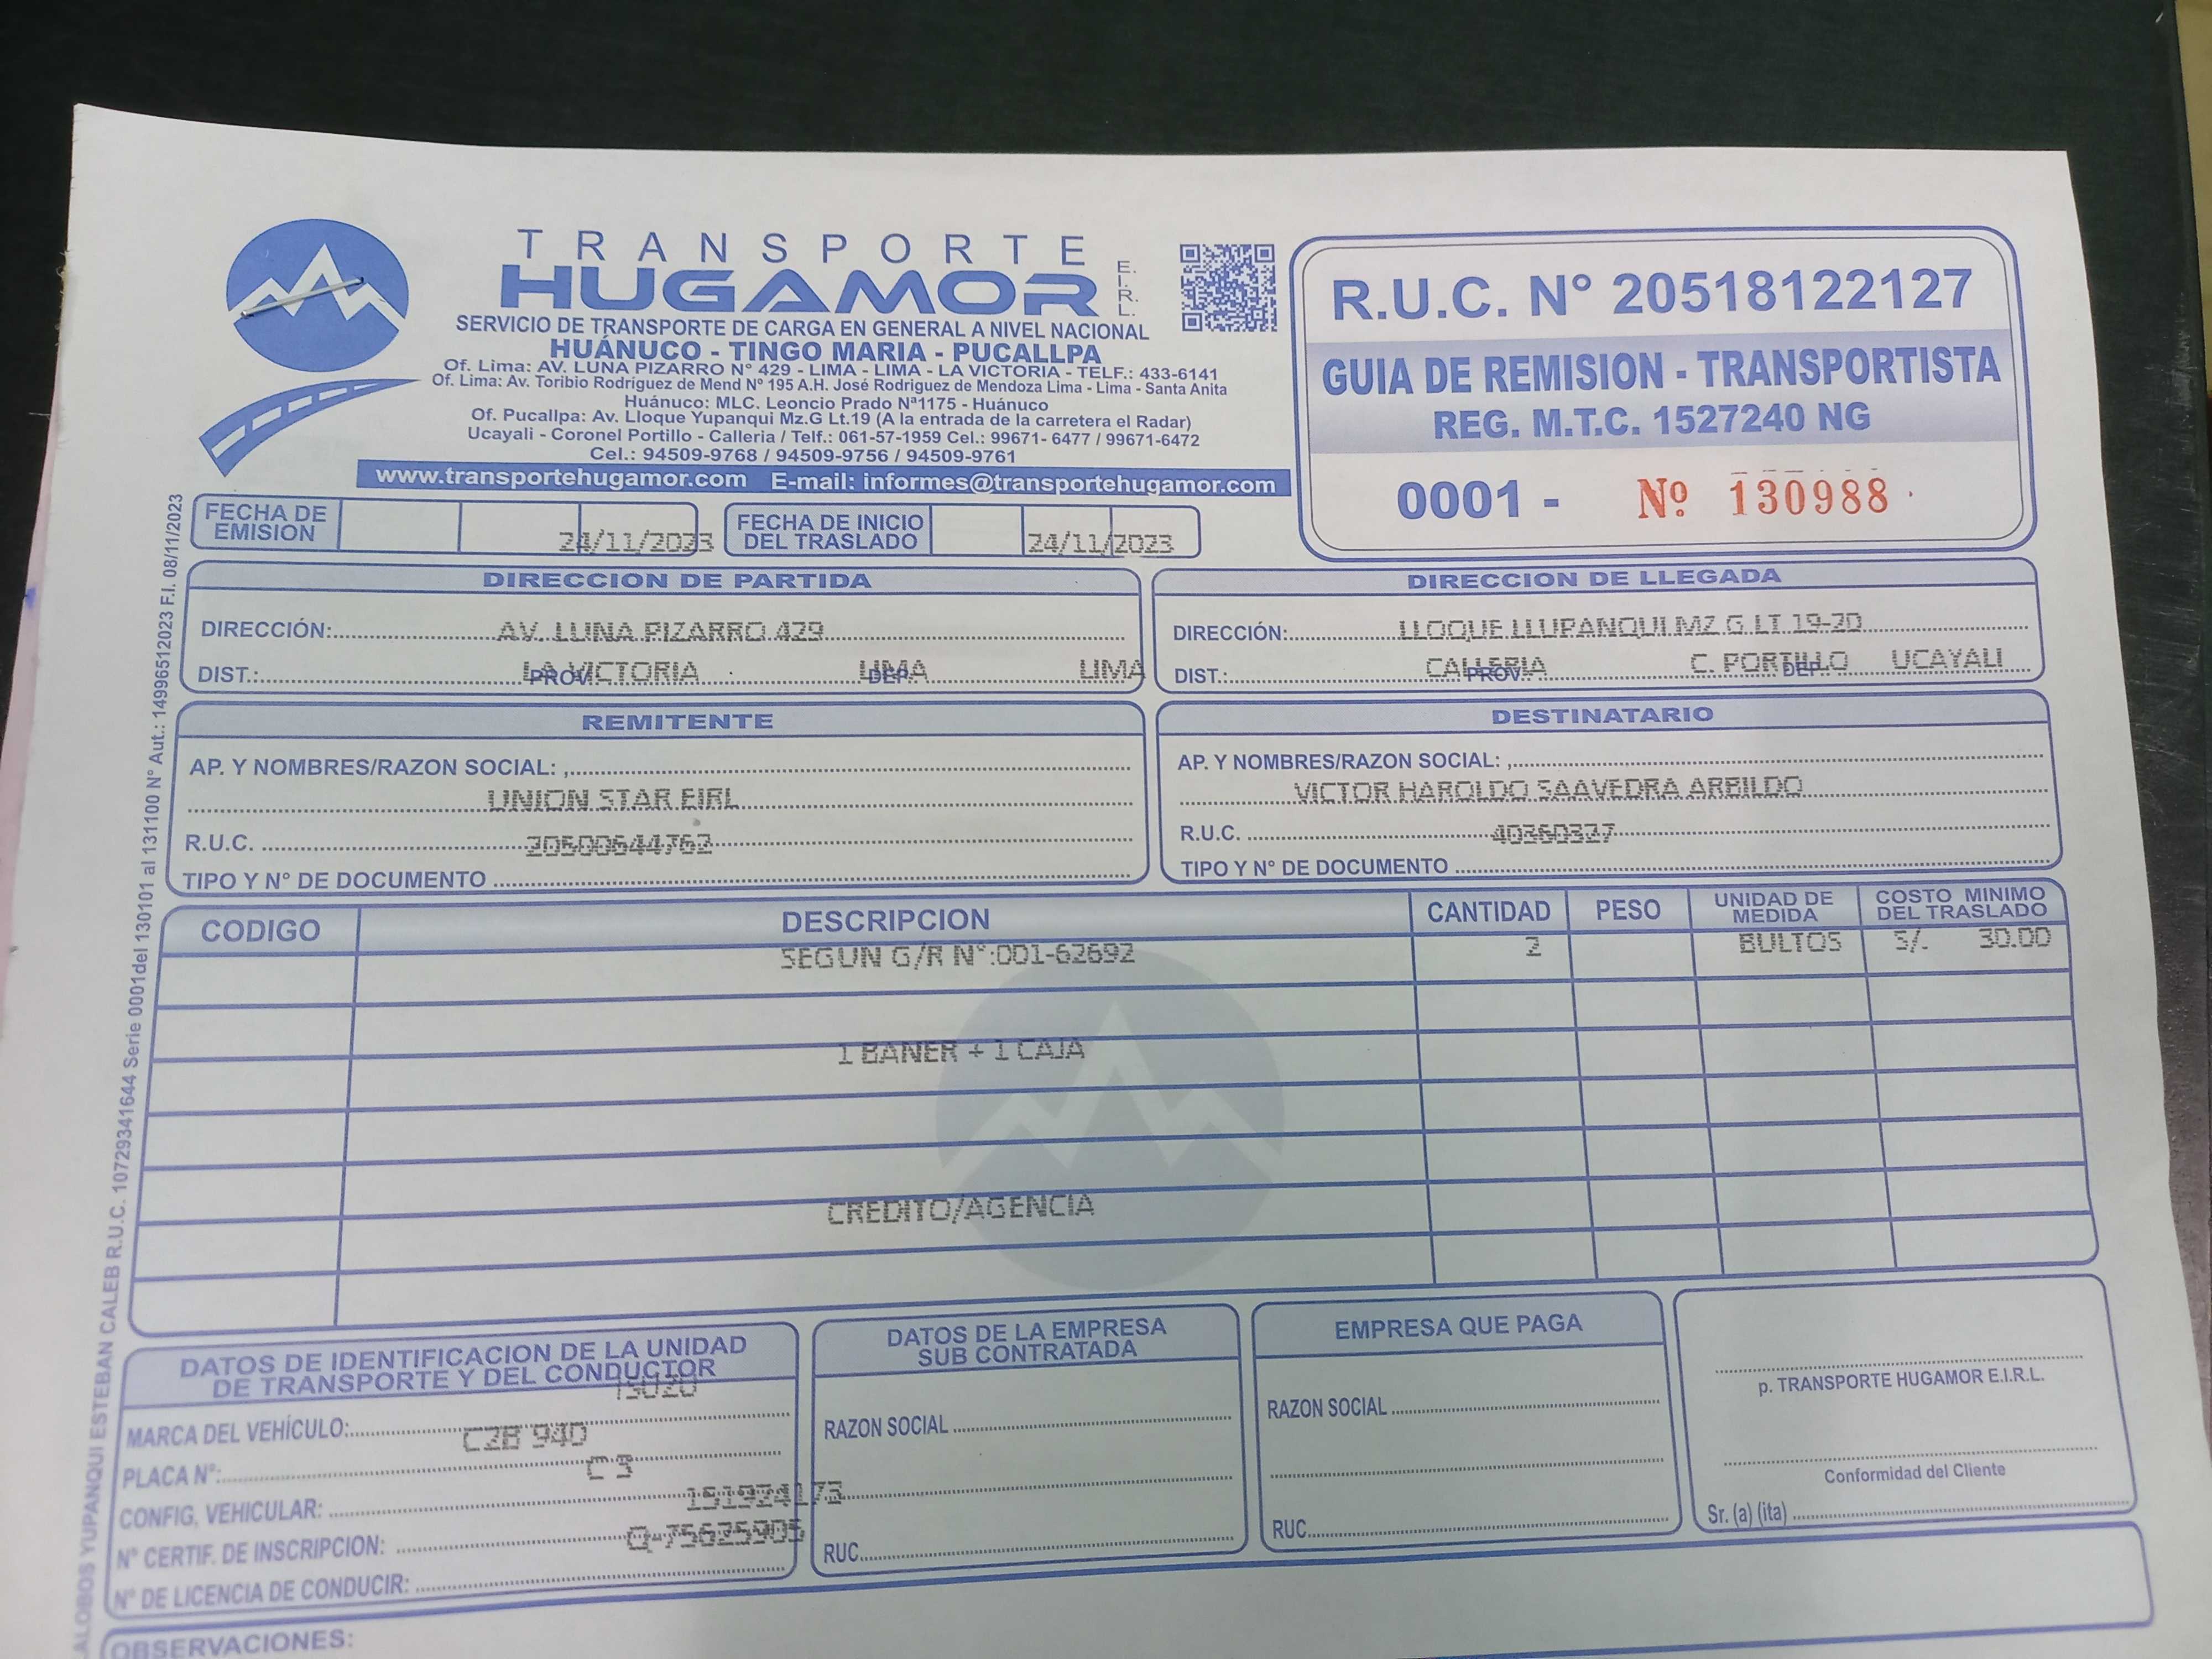 TRANSPORTE
HUGAMOR E.I.R.L.
SERVICIO DE TRANSPORTE DE CARGA EN GENERAL A NIVEL NACIONAL
HUÁNUCO - TINGO MARIA - PUCALLPA
Of. Lima: AV. LUNA PIZARRO N° 429 - LIMA - LIMA - LA VICTORIA - TELF.: 433-6141
Of. Lima: Av. Toribio Rodríguez de Mend Nº 195 A.H. José Rodriguez de Mendoza Lima - Lima - Santa Anita
Huánuco: MLC. Leoncio Prado Nª1175 - Huánuco
Of. Pucallpa: Av. Lloque Yupanqui Mz.G Lt.19 (A la entrada de la carretera el Radar)
Ucayali - Coronel Portillo - Calleria / Telf.: 061-57-1959 Cel.: 99671- 6477 / 99671-6472
Cel.: 94509-9768 / 94509-9756 / 94509-9761
www.transportehugamor.com E-mail: informes@transportehugamor.com
R.U.C. N° 20518122127
GUIA DE REMISION - TRANSPORTISTA
REG. M.T.C. 1527240 NG
0001 - Nº 130988
FECHA DE EMISIÓN 24/11/2023
FECHA DE INICIO DEL TRASLADO 24/11/2023
DIRECCION DE PARTIDA
DIRECCIÓN: AV. LUNA PIZARRO 429
DIST.: LA VICTORIA PROV. LIMA DEP. LIMA
DIRECCION DE LLEGADA
DIRECCIÓN: LLOQUE LLUPANQUI MZ G LT 19-20
DIST.: CALLERIA PROV. C. PORTILLO DEP. UCAYALI
REMITENTE
AP. Y NOMBRES/RAZON SOCIAL:
UNION STAR EIRL
R.U.C. 20500644762
TIPO Y N° DE DOCUMENTO
DESTINATARIO
AP. Y NOMBRES/RAZON SOCIAL:
VICTOR HAROLDO SAAVEDRA ARBILDO
R.U.C. 40360327
TIPO Y N° DE DOCUMENTO
CODIGO DESCRIPCION CANTIDAD PESO UNIDAD DE MEDIDA COSTO MINIMO DEL TRASLADO
SEGUN G/R N°:001-62692 2 BULTOS S/. 30.00
1 BANER + 1 CAJA
CREDITO/AGENCIA
DATOS DE IDENTIFICACION DE LA UNIDAD
DE TRANSPORTE Y DEL CONDUCTOR
MARCA DEL VEHÍCULO:
PLACA N°: C2B 940
CONFIG. VEHICULAR: C 3
N° CERTIF. DE INSCRIPCION: 151924173
N° DE LICENCIA DE CONDUCIR: Q-75625905
DATOS DE LA EMPRESA
SUB CONTRATADA
RAZON SOCIAL
RUC
EMPRESA QUE PAGA
RAZON SOCIAL
RUC
p. TRANSPORTE HUGAMOR E.I.R.L.
Conformidad del Cliente
Sr. (a) (ita)
OBSERVACIONES:
ALOBOS YUPANQUI ESTEBAN CALEB R.U.C. 10729341644 Serie 0001del 130101 al 131100 N° Aut.: 14996512023 F.I. 08/11/2023